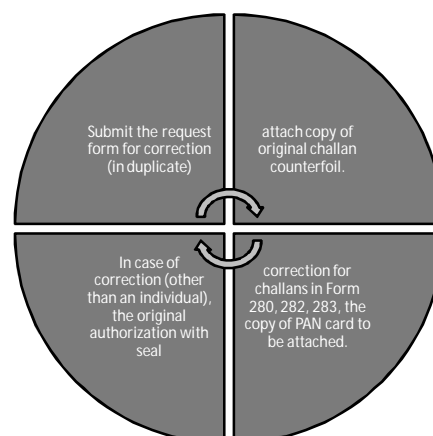 Submit the request
form for correction
(in duplicate)
attach copy of
original challan
counterfoil.
correction for
challans in Form
280, 282, 283, the
copy of PAN card to
be attached.
In case of
correction (other
than an individual),
the original
authorization with
seal